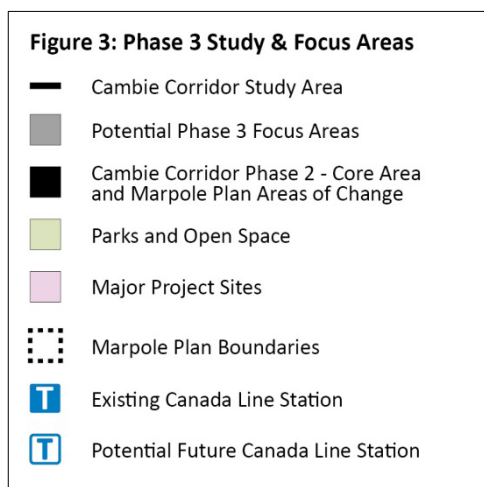 Figure 3: Phase 3 Study & Focus Areas
Cambie Corridor Study Area
Potential Phase 3 Focus Areas
Cambie Corridor Phase 2 - Core Area
and Marpole Plan Areas of Change
Parks and Open Space
Major Project Sites
Marpole Plan Boundaries
T Existing Canada Line Station
T Potential Future Canada Line Station